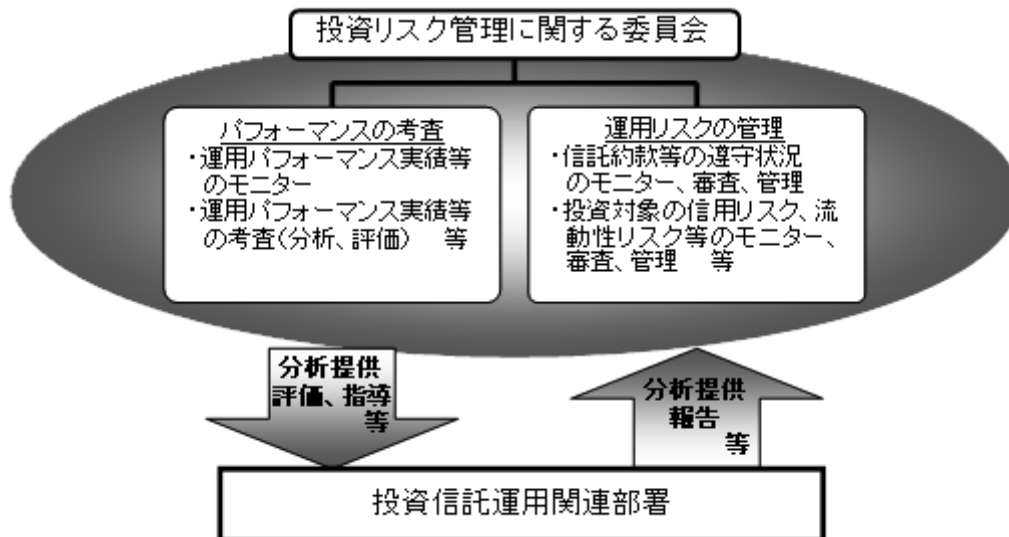 投資リスク管理に関する委員会
パフォーマンスの考査
・運用パフォーマンス実績等
のモニター
・運用パフォーマンス実績等
の考査(分析、評価) 等
運用リスクの管理
・信託約款等の遵守状況
のモニター、審査、管理
・投資対象の信用リスク、流
動性リスク等のモニター、
審査、管理 等
分析提供
評価、指導
等
分析提供
報告
等
投資信託運用関連部署